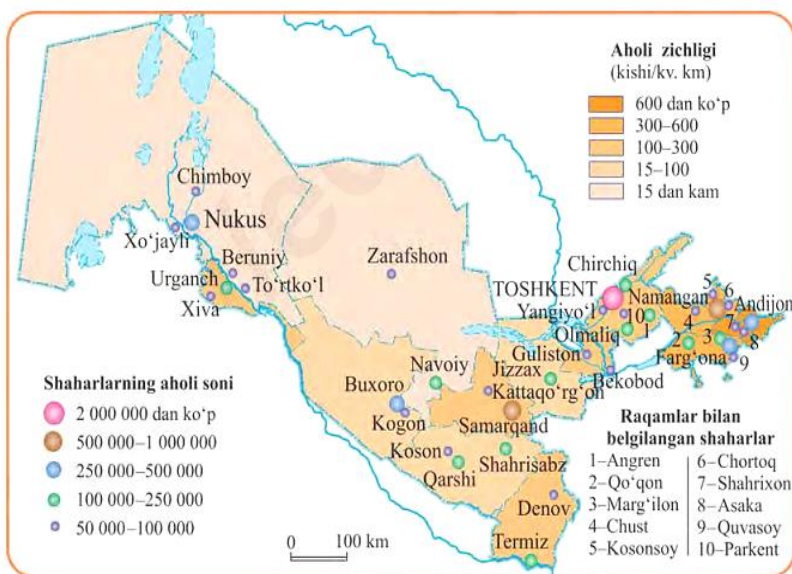 Aholi zichligi
(kishi/kv. km)
600 dan ko‘p
300–600
100–300
15–100
15 dan kam
Chimboy
Nukus
Xo‘jayli
Beruniy
Urganch
To‘rtko‘l
Xiva
Zarafshon
Chirchiq
TOSHKENT
Yangiyo‘l
10
Namangan
5
6
Andijon
4
7
Olmaliq
1
2
3
8
Guliston
Farg‘ona
9
Navoiy
Jizzax
Bekobod
Buxoro
Kattaqo‘rg‘on
Kogon
Samarqand
Koson
Shahrisabz
Qarshi
Denov
Termiz
Shaharlarning aholi soni
2 000 000 dan ko‘p
500 000–1 000 000
250 000–500 000
100 000–250 000
50 000–100 000
0 100 km
Raqamlar bilan
belgilangan shaharlar
1–Angren
2–Qo‘qon
3–Marg‘ilon
4–Chust
5–Kosonsoy
6–Chortoq
7–Shahrixon
8–Asaka
9–Quvasoy
10–Parkent